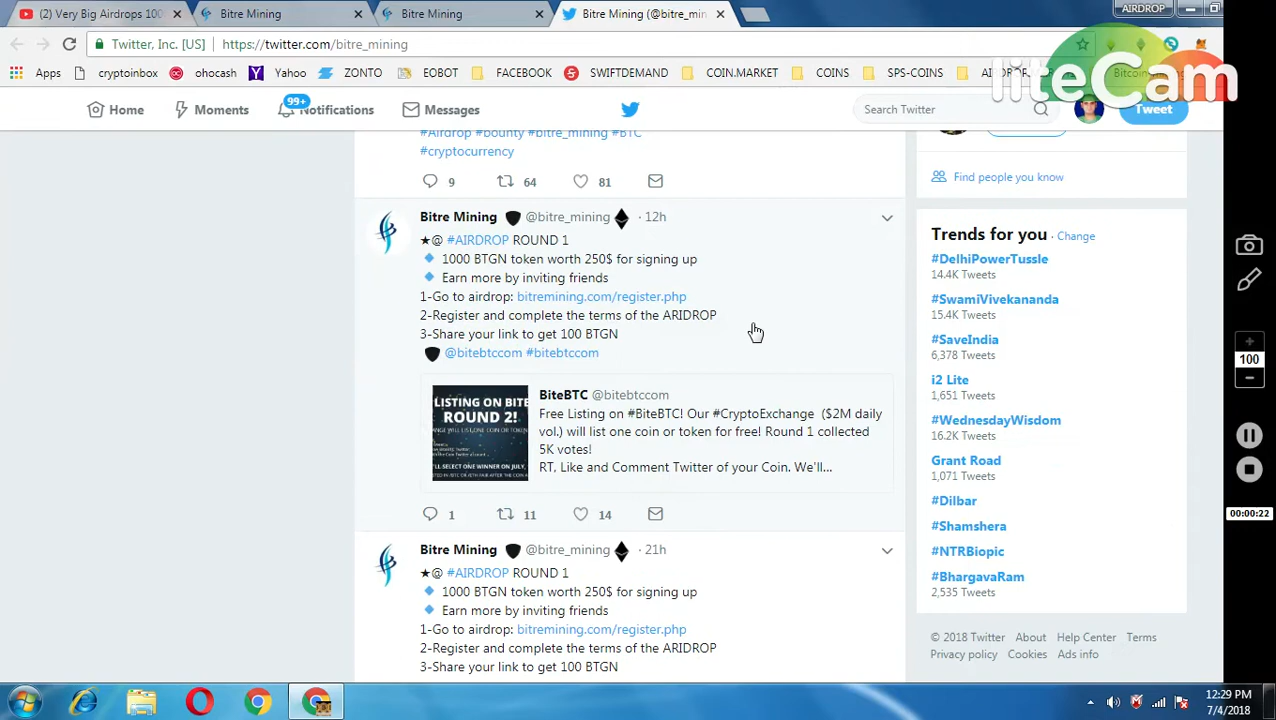 (2) Very Big Airdrops 100
Bitre Mining
Bitre Mining
Bitre Mining (@bitre_min
AIRDROP
Twitter, Inc. [US]
https://twitter.com/bitre_mining
Apps
cryptoinbox
ohocash
Yahoo
ZONTO
EOBOT
FACEBOOK
SWIFTDEMAND
COIN.MARKET
COINS
SPS-COINS
liteCam
Home
Moments
99+
Notifications
Messages
Search Twitter
Tweet
#Airdrop #bounty #bitre_mining #BTC
#cryptocurrency
9 64 81
Find people you know
Bitre Mining @bitre_mining · 12h
★@ #AIRDROP ROUND 1
1000 BTGN token worth 250$ for signing up
Earn more by inviting friends
1-Go to airdrop: bitremining.com/register.php
2-Register and complete the terms of the ARIDROP
3-Share your link to get 100 BTGN
@bitebtccom #bitebtccom
LISTING ON BITE
ROUND 2!
BiteBTC @bitebtccom
Free Listing on #BiteBTC! Our #CryptoExchange ($2M daily
vol.) will list one coin or token for free! Round 1 collected
5K votes!
RT, Like and Comment Twitter of your Coin. We'll...
1 11 14
Bitre Mining @bitre_mining · 21h
★@ #AIRDROP ROUND 1
1000 BTGN token worth 250$ for signing up
Earn more by inviting friends
1-Go to airdrop: bitremining.com/register.php
2-Register and complete the terms of the ARIDROP
3-Share your link to get 100 BTGN
Trends for you · Change
#DelhiPowerTussle
14.4K Tweets
#SwamiVivekananda
15.4K Tweets
#SaveIndia
6,378 Tweets
i2 Lite
1,651 Tweets
#WednesdayWisdom
16.2K Tweets
Grant Road
1,071 Tweets
#Dilbar
#Shamshera
#NTRBiopic
#BhargavaRam
2,535 Tweets
© 2018 Twitter About Help Center Terms
Privacy policy Cookies Ads info
100
00:00:22
12:29 PM
7/4/2018